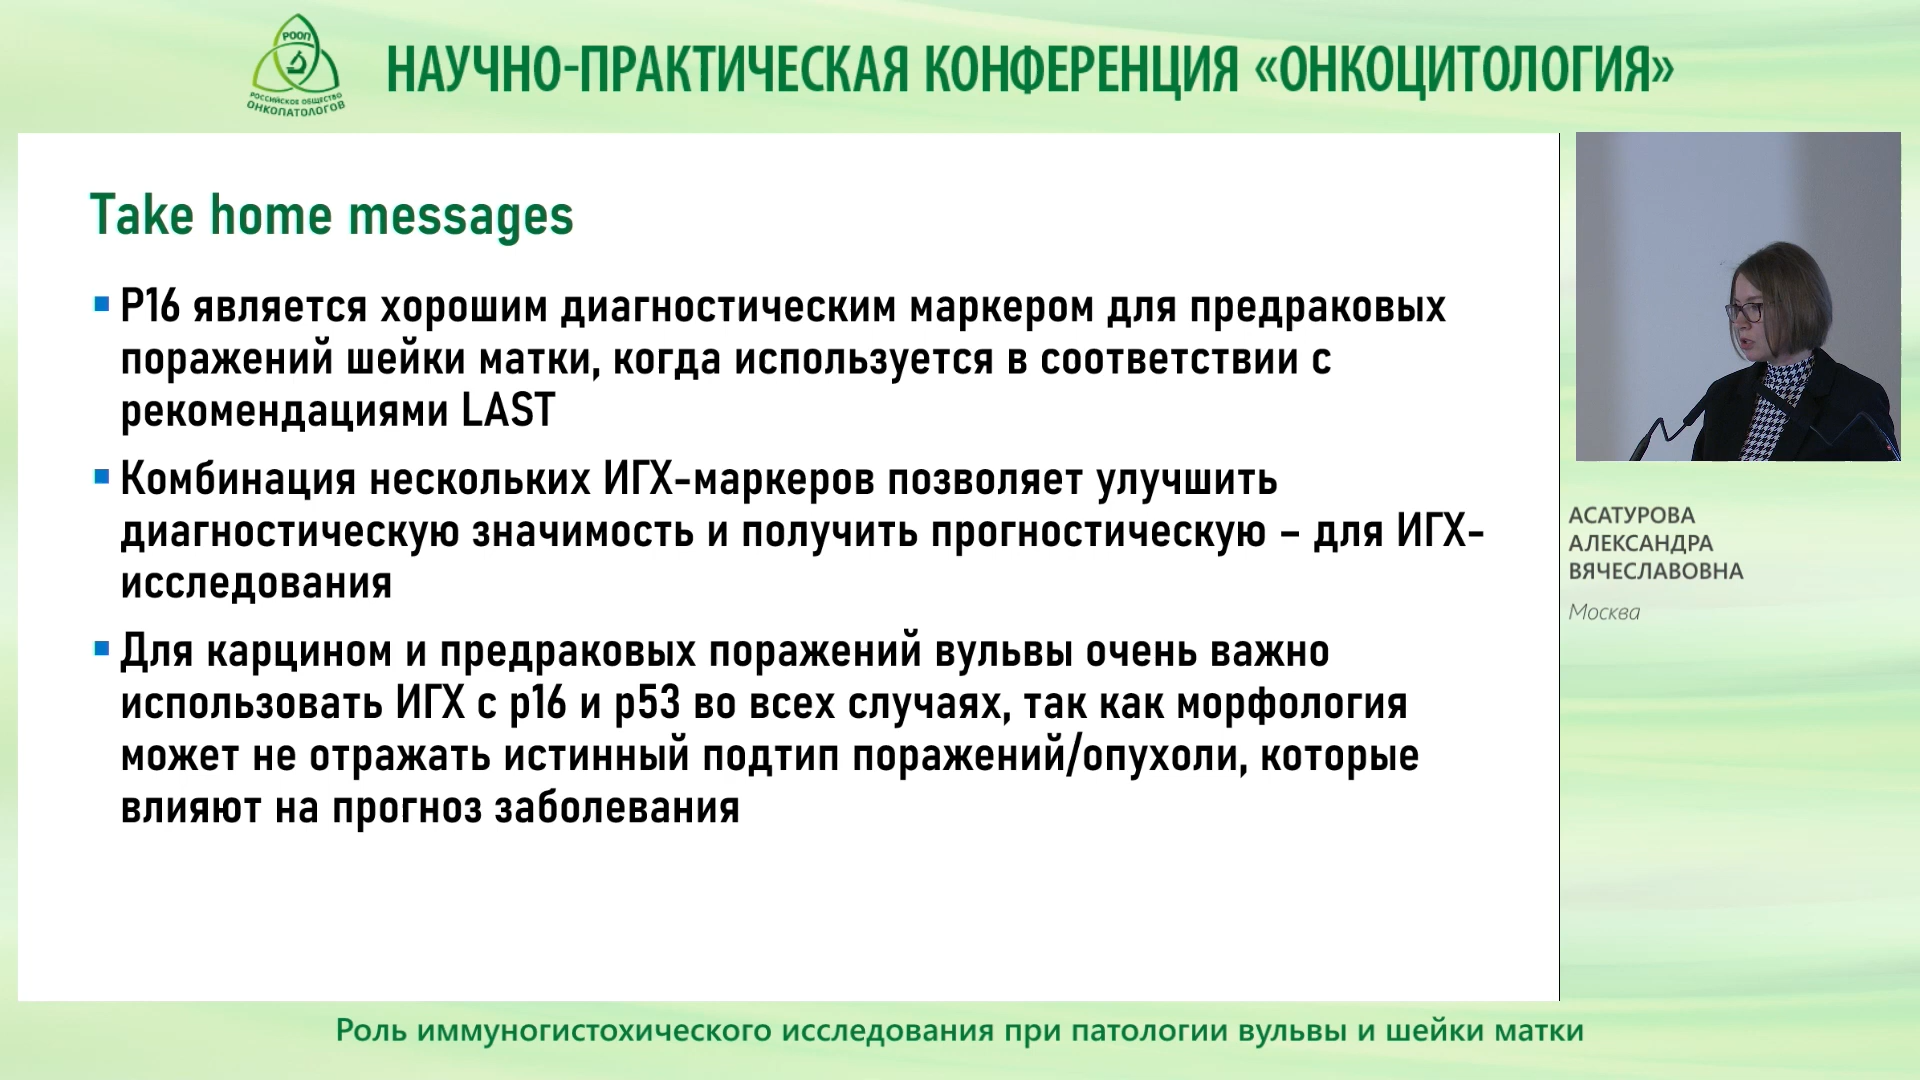 РООП
РОССИЙСКОЕ ОБЩЕСТВО
ОНКОПАТОЛОГОВ
НАУЧНО-ПРАКТИЧЕСКАЯ КОНФЕРЕНЦИЯ «ОНКОЦИТОЛОГИЯ»
Take home messages
P16 является хорошим диагностическим маркером для предраковых
поражений шейки матки, когда используется в соответствии с
рекомендациями LAST
Комбинация нескольких ИГХ-маркеров позволяет улучшить
диагностическую значимость и получить прогностическую – для ИГХ-
исследования
Для карцином и предраковых поражений вульвы очень важно
использовать ИГХ с p16 и p53 во всех случаях, так как морфология
может не отражать истинный подтип поражений/опухоли, которые
влияют на прогноз заболевания
АСАТУРОВА
АЛЕКСАНДРА
ВЯЧЕСЛАВОВНА
Москва
Роль иммуногистохического исследования при патологии вульвы и шейки матки